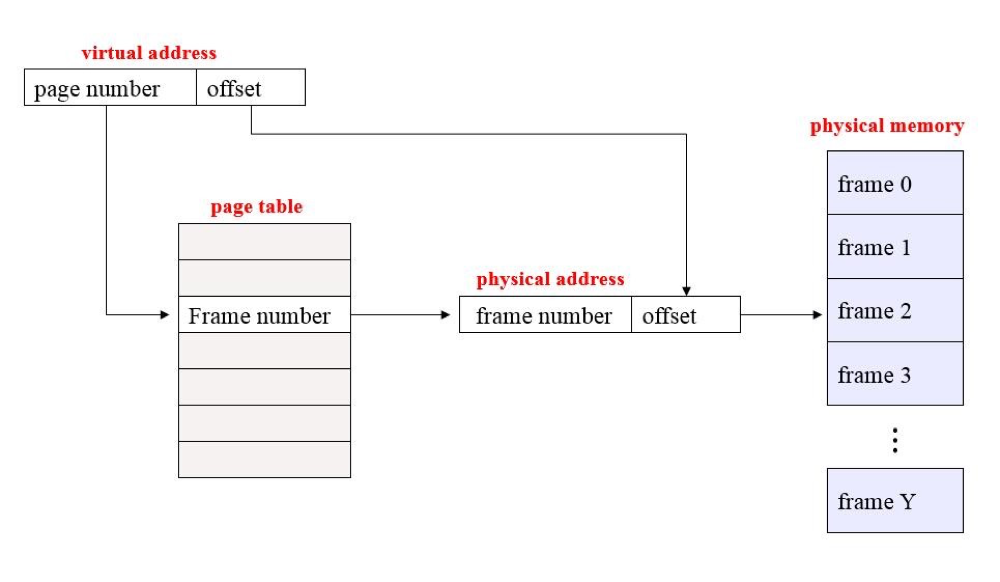 virtual address
page number
offset
physical memory
frame 0
page table
frame 1
physical address
Frame number
frame number
offset
frame 2
frame 3
frame Y